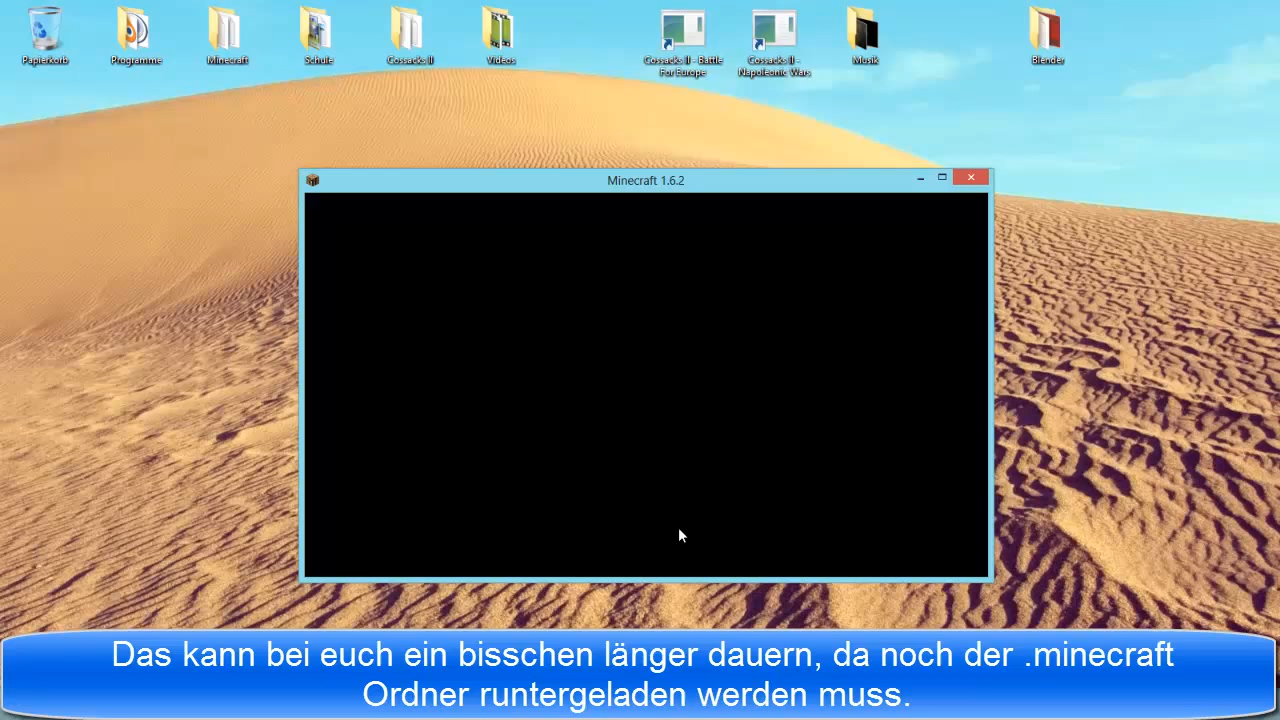 Papierkorb
Programme
Minecraft
Schule
Cossacks II
Videos
Cossacks II - Battle
For Europe
Cossacks II -
Napoleonic Wars
Musik
Blender
Minecraft 1.6.2
Das kann bei euch ein bisschen länger dauern, da noch der .minecraft
Ordner runtergeladen werden muss.